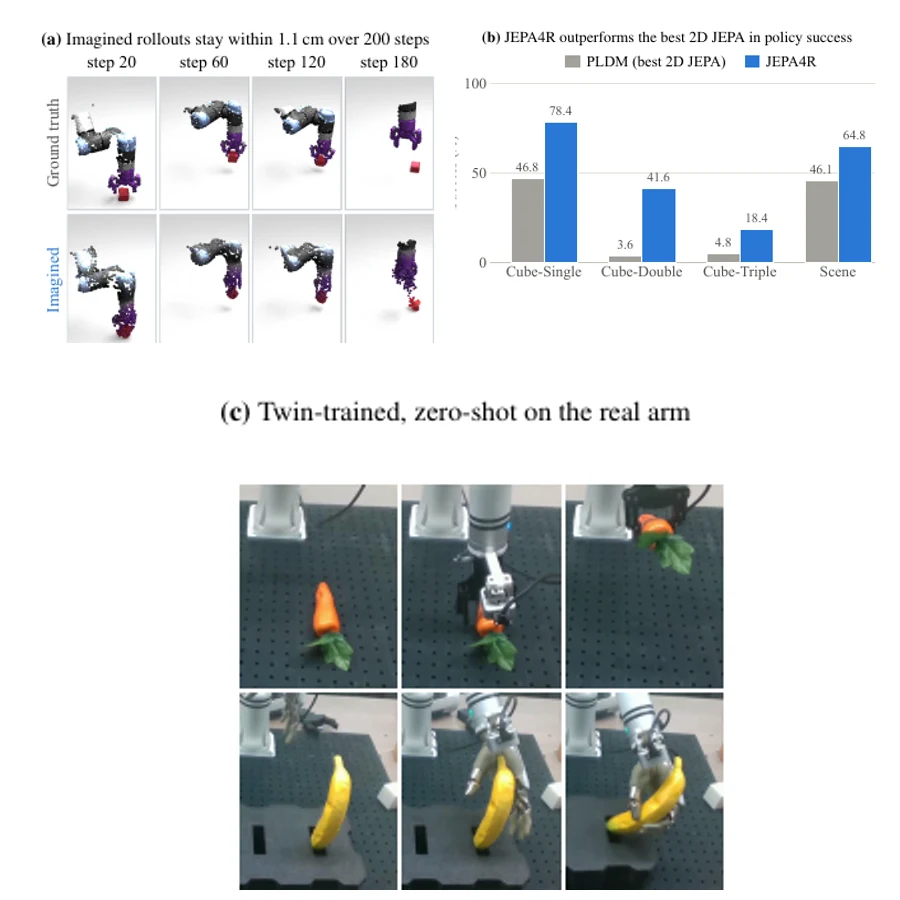 (a) Imagined rollouts stay within 1.1 cm over 200 steps
step 20 step 60 step 120 step 180
Ground truth
Imagined
(b) JEPA4R outperforms the best 2D JEPA in policy success
PLDM (best 2D JEPA) JEPA4R
100
50
0
46.8 78.4
3.6 41.6
4.8 18.4
46.1 64.8
Cube-Single Cube-Double Cube-Triple Scene
(c) Twin-trained, zero-shot on the real arm